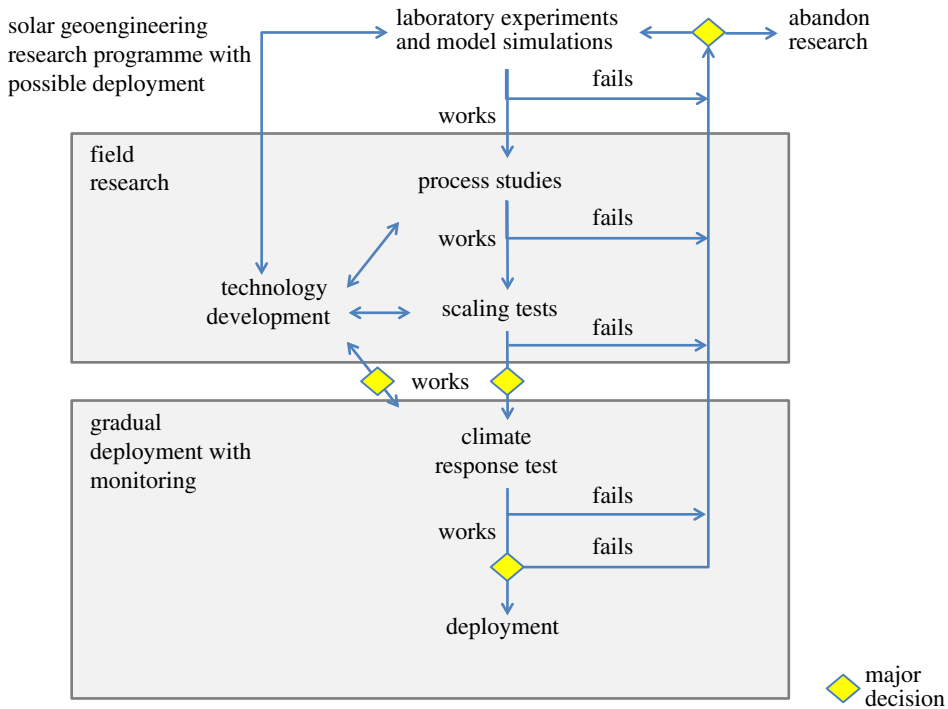 solar geoengineering
research programme with
possible deployment
laboratory experiments
and model simulations
abandon
research
fails
works
field
research
process studies
fails
works
technology
development
scaling tests
fails
works
gradual
deployment with
monitoring
climate
response test
fails
works
fails
deployment
major
decision